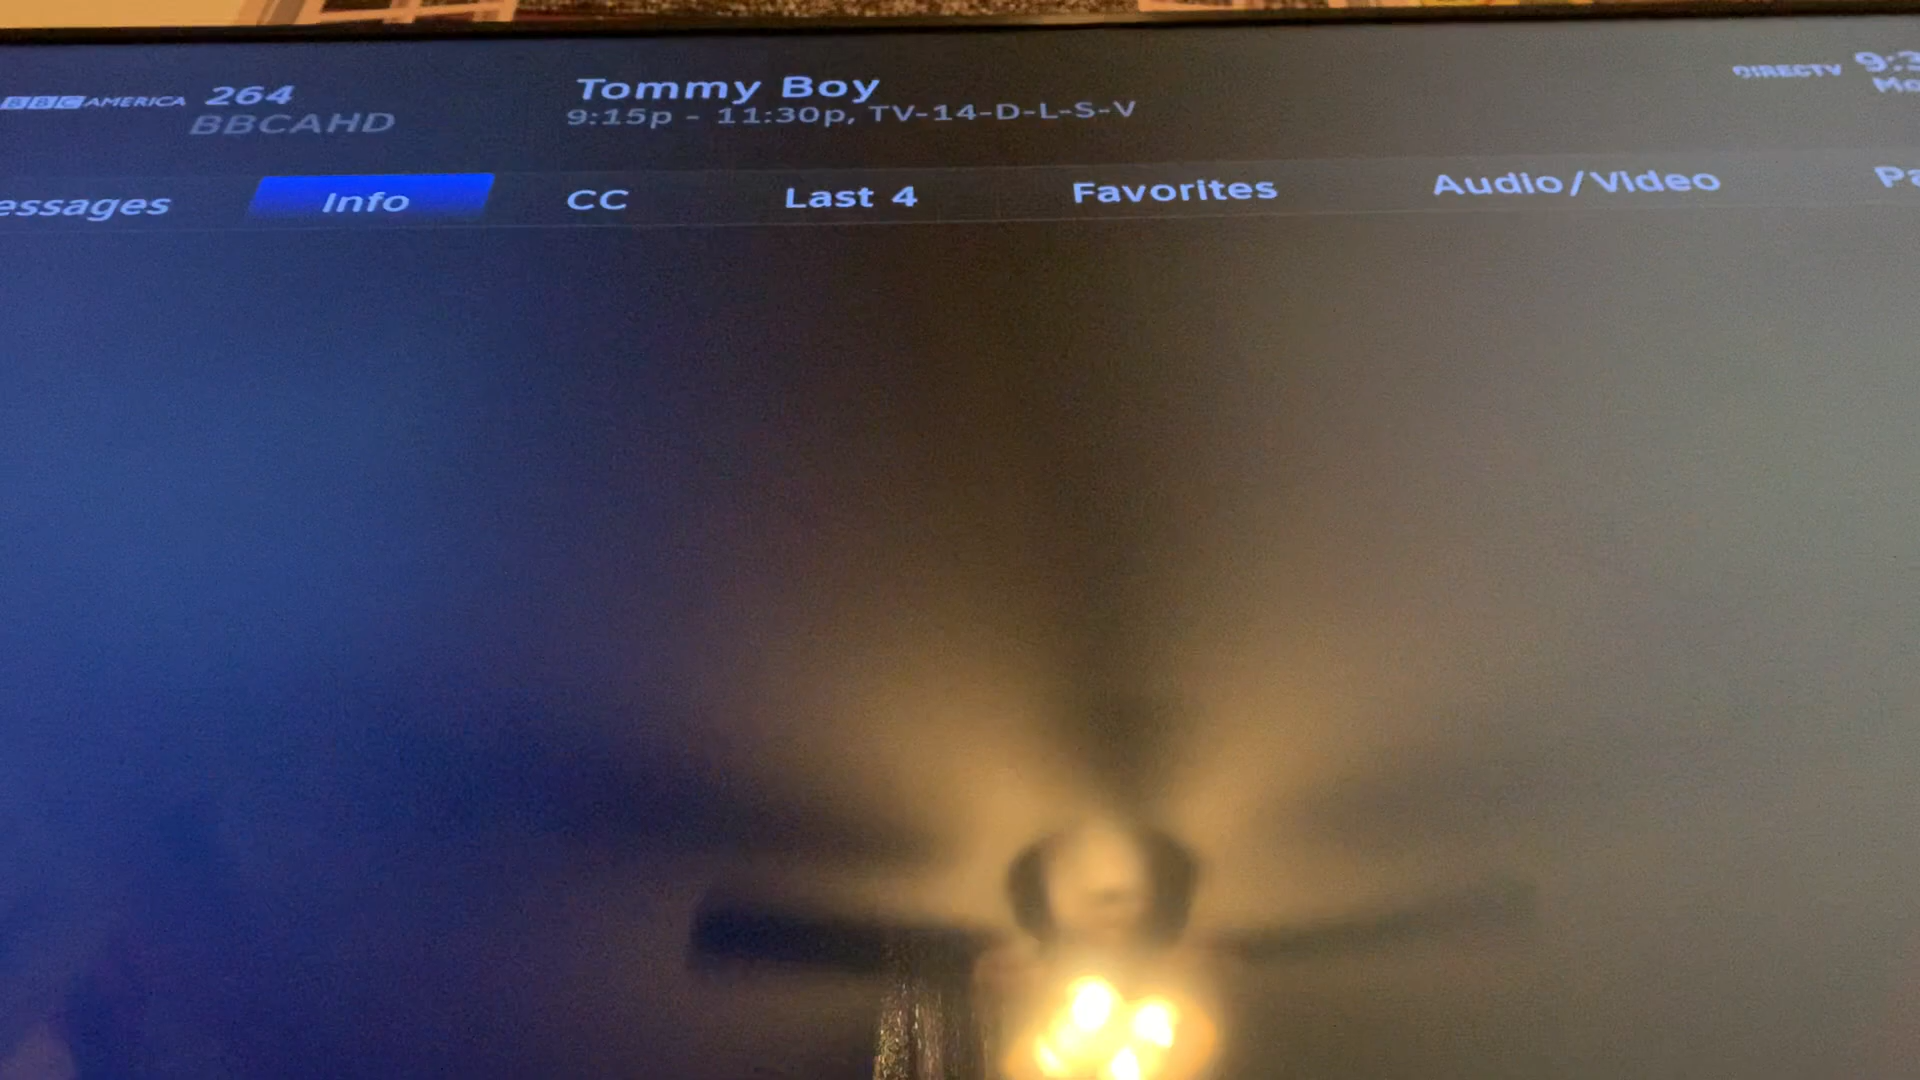 BBC AMERICA 264 Tommy Boy DIRECTV
BBCAHD 9:15p - 11:30p, TV-14-D-L-S-V
Info CC Last 4 Favorites Audio/Video